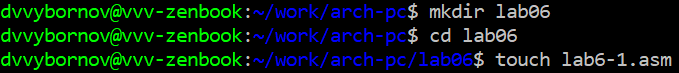 dvvybornov@vvv-zenbook:~/work/arch-pc$ mkdir lab06
dvvybornov@vvv-zenbook:~/work/arch-pc$ cd lab06
dvvybornov@vvv-zenbook:~/work/arch-pc/lab06$ touch lab6-1.asm